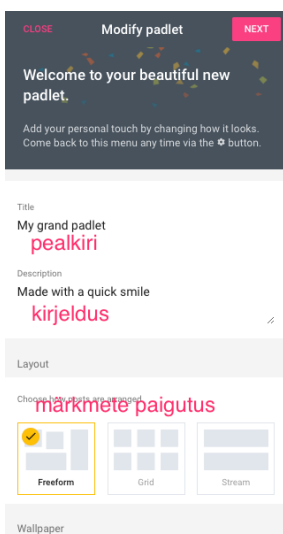 CLOSE Modify padlet NEXT
Welcome to your beautiful new
padlet.
Add your personal touch by changing how it looks.
Come back to this menu any time via the ⚙ button.
Title
My grand padlet
pealkiri
Description
Made with a quick smile
kirjeldus
Layout
Choose how posts are arranged
märkmete paigutus
Freeform Grid Stream
Wallpaper